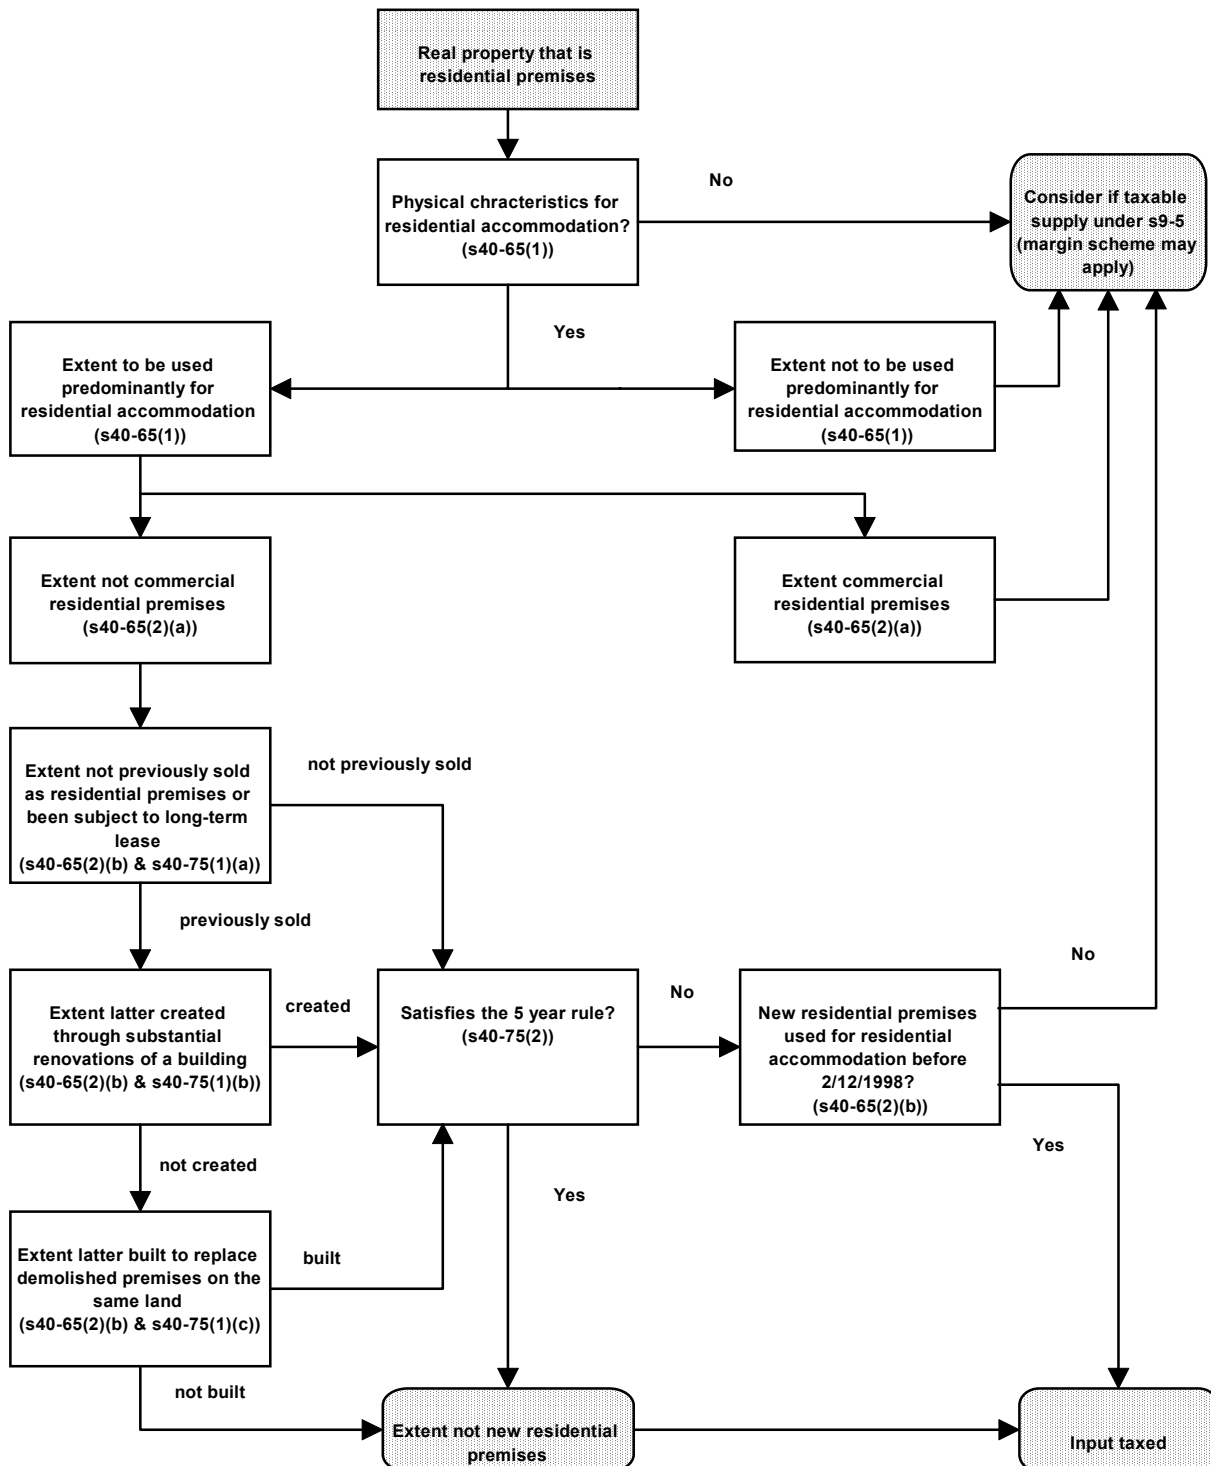 Real property that is
residential premises
No
Physical chracteristics for
residential accommodation?
(s40-65(1))
Consider if taxable
supply under s9-5
(margin scheme may
apply)
Yes
Extent to be used
predominantly for
residential accommodation
(s40-65(1))
Extent not to be used
predominantly for
residential accommodation
(s40-65(1))
Extent not commercial
residential premises
(s40-65(2)(a))
Extent commercial
residential premises
(s40-65(2)(a))
Extent not previously sold
as residential premises or
been subject to long-term
lease
(s40-65(2)(b) & s40-75(1)(a))
not previously sold
previously sold
Extent latter created
through substantial
renovations of a building
(s40-65(2)(b) & s40-75(1)(b))
created
Satisfies the 5 year rule?
(s40-75(2))
No
New residential premises
used for residential
accommodation before
2/12/1998?
(s40-65(2)(b))
No
not created
Yes
Yes
Extent latter built to replace
demolished premises on the
same land
(s40-65(2)(b) & s40-75(1)(c))
built
not built
Extent not new residential
premises
Input taxed